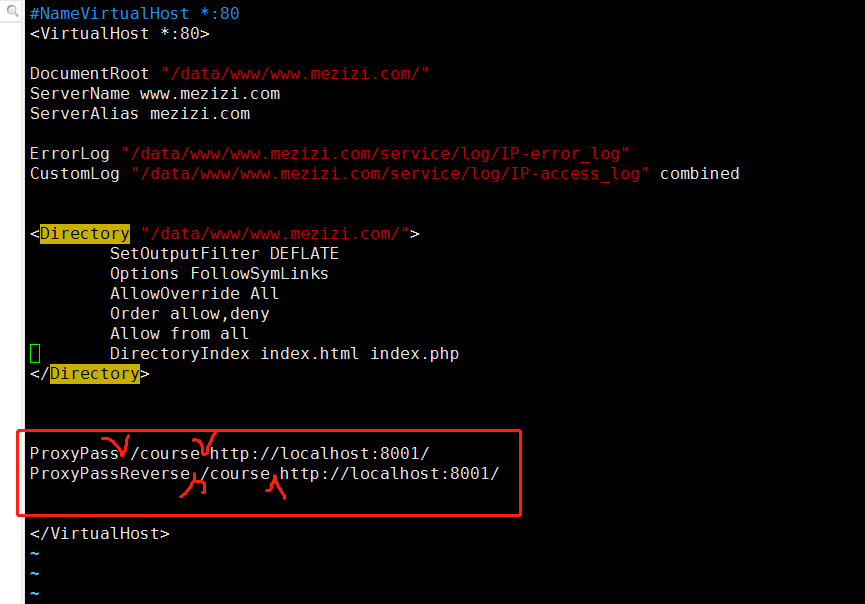 #NameVirtualHost *:80
<VirtualHost *:80>
DocumentRoot "/data/www/www.mezizi.com/"
ServerName www.mezizi.com
ServerAlias mezizi.com
ErrorLog "/data/www/www.mezizi.com/service/log/IP-error_log"
CustomLog "/data/www/www.mezizi.com/service/log/IP-access_log" combined
<Directory "/data/www/www.mezizi.com/">
SetOutputFilter DEFLATE
Options FollowSymLinks
AllowOverride All
Order allow,deny
Allow from all
DirectoryIndex index.html index.php
</Directory>
ProxyPass /course http://localhost:8001/
ProxyPassReverse /course http://localhost:8001/
</VirtualHost>
~
~
~